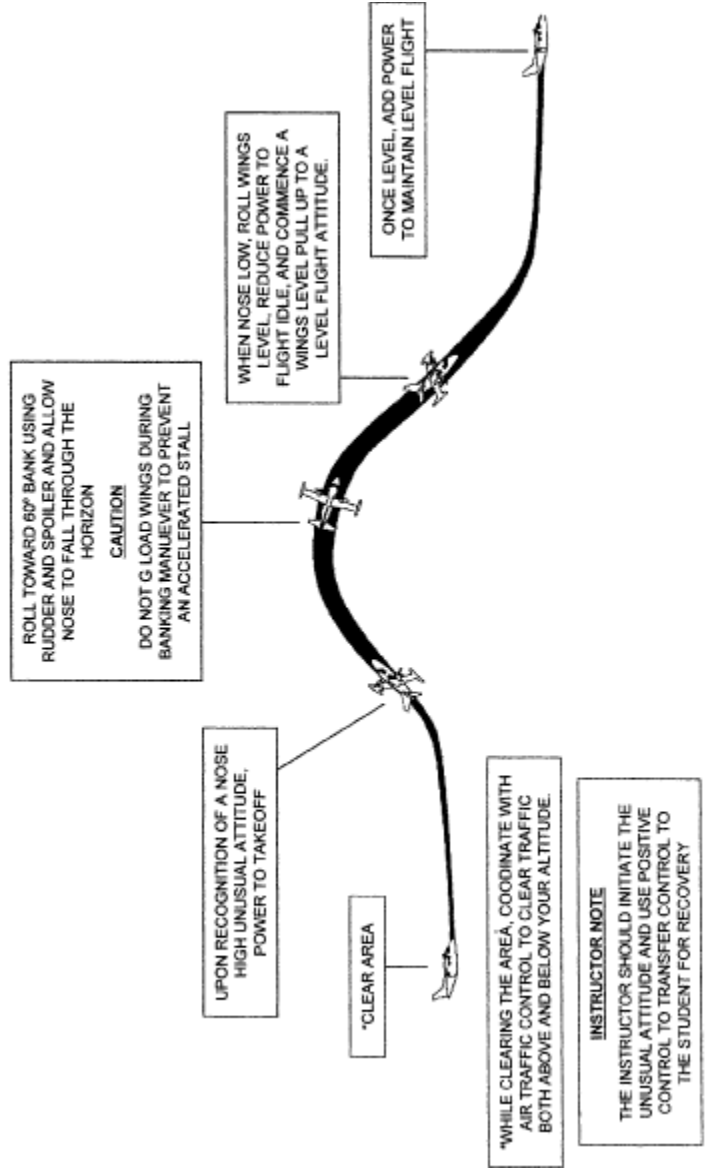 ROLL TOWARD 60° BANK USING
RUDDER AND SPOILER AND ALLOW
NOSE TO FALL THROUGH THE
HORIZON
CAUTION
DO NOT G LOAD WINGS DURING
BANKING MANUEVER TO PREVENT
AN ACCELERATED STALL
UPON RECOGNITION OF A NOSE
HIGH UNUSUAL ATTITUDE,
POWER TO TAKEOFF
WHEN NOSE LOW, ROLL WINGS
LEVEL, REDUCE POWER TO
FLIGHT IDLE, AND COMMENCE A
WINGS LEVEL PULL UP TO A
LEVEL FLIGHT ATTITUDE.
*CLEAR AREA
ONCE LEVEL, ADD POWER
TO MAINTAIN LEVEL FLIGHT
*WHILE CLEARING THE AREA, COODINATE WITH
AIR TRAFFIC CONTROL TO CLEAR TRAFFIC
BOTH ABOVE AND BELOW YOUR ALTITUDE.
INSTRUCTOR NOTE
THE INSTRUCTOR SHOULD INITIATE THE
UNUSUAL ATTITUDE AND USE POSITIVE
CONTROL TO TRANSFER CONTROL TO
THE STUDENT FOR RECOVERY